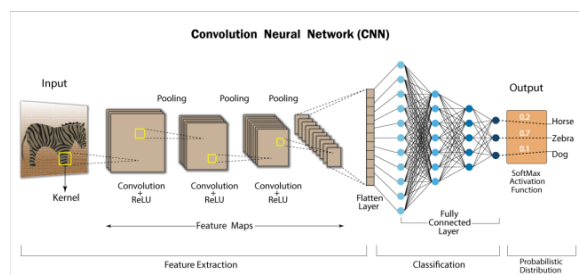 Convolution Neural Network (CNN)
Input
Pooling
Pooling
Pooling
Output
0.2
0.7
0.1
Horse
Zebra
Dog
Kernel
Convolution
+
ReLU
Convolution
+
ReLU
Convolution
+
ReLU
Flatten
Layer
SoftMax
Activation
Function
Feature Maps
Fully
Connected
Layer
Feature Extraction
Classification
Probabilistic
Distribution